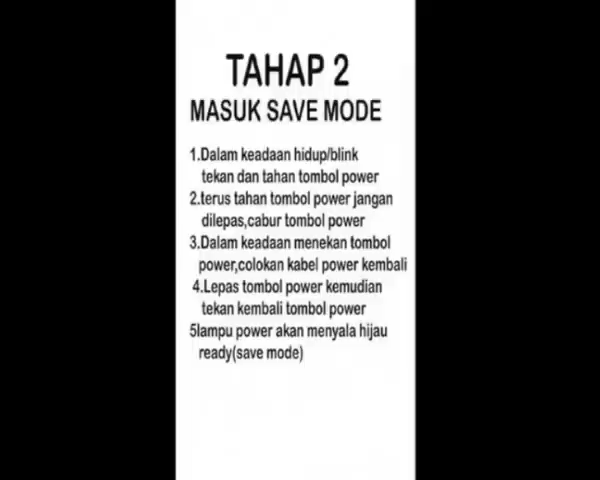 TAHAP 2
MASUK SAVE MODE
1.Dalam keadaan hidup/blink
tekan dan tahan tombol power
2.terus tahan tombol power jangan
dilepas,cabur tombol power
3.Dalam keadaan menekan tombol
power,colokan kabel power kembali
4.Lepas tombol power kemudian
tekan kembali tombol power
5lampu power akan menyala hijau
ready(save mode)